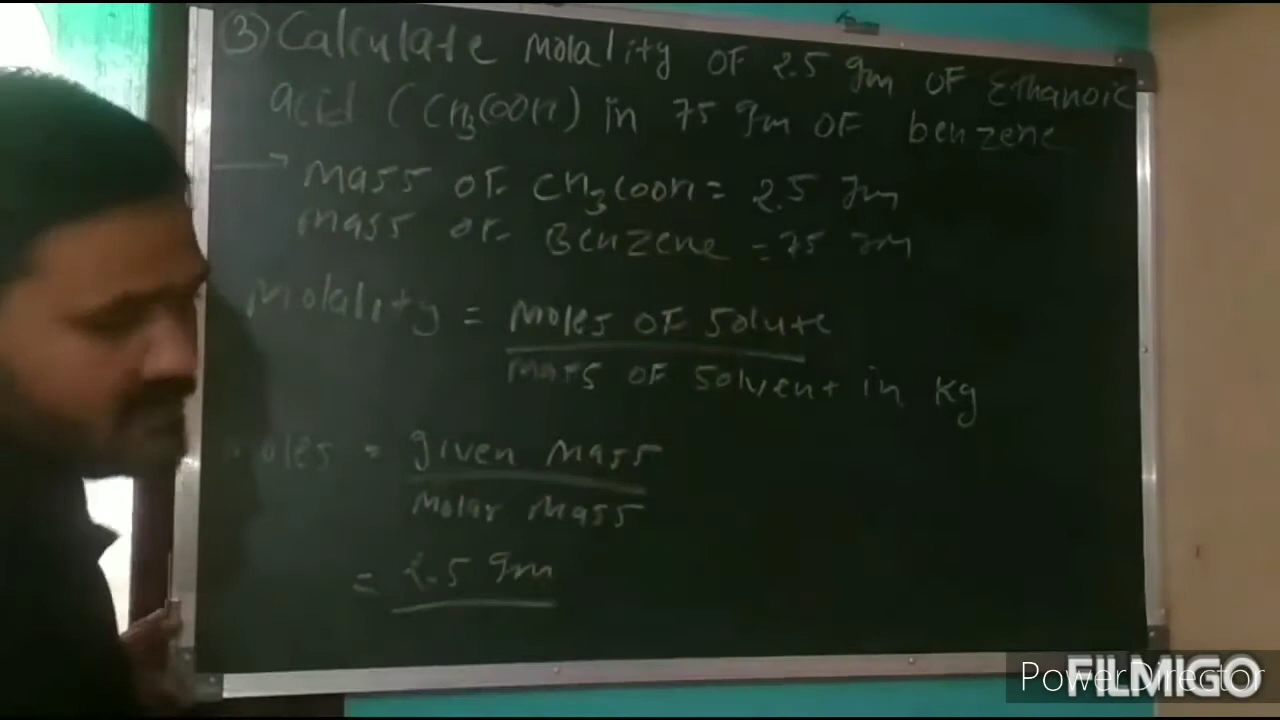 3) Calculate molality OF 2.5 gm OF Ethanoic
acid (CH3COOH) in 75 gm OF benzene
→ Mass OF CH3COOH = 2.5 gm
Mass OF Benzene = 75 gm
Molality = Moles OF Solute
Mass OF Solvent in Kg
= given Mass
Molar Mass
= 2.5 gm
FILMIGO